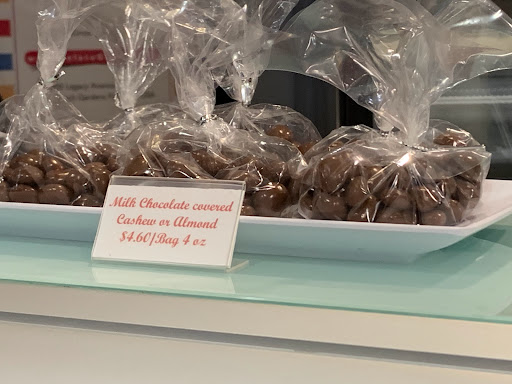 Milk Chocolate covered
Cashew or Almond
$4.60/Bag 4 oz